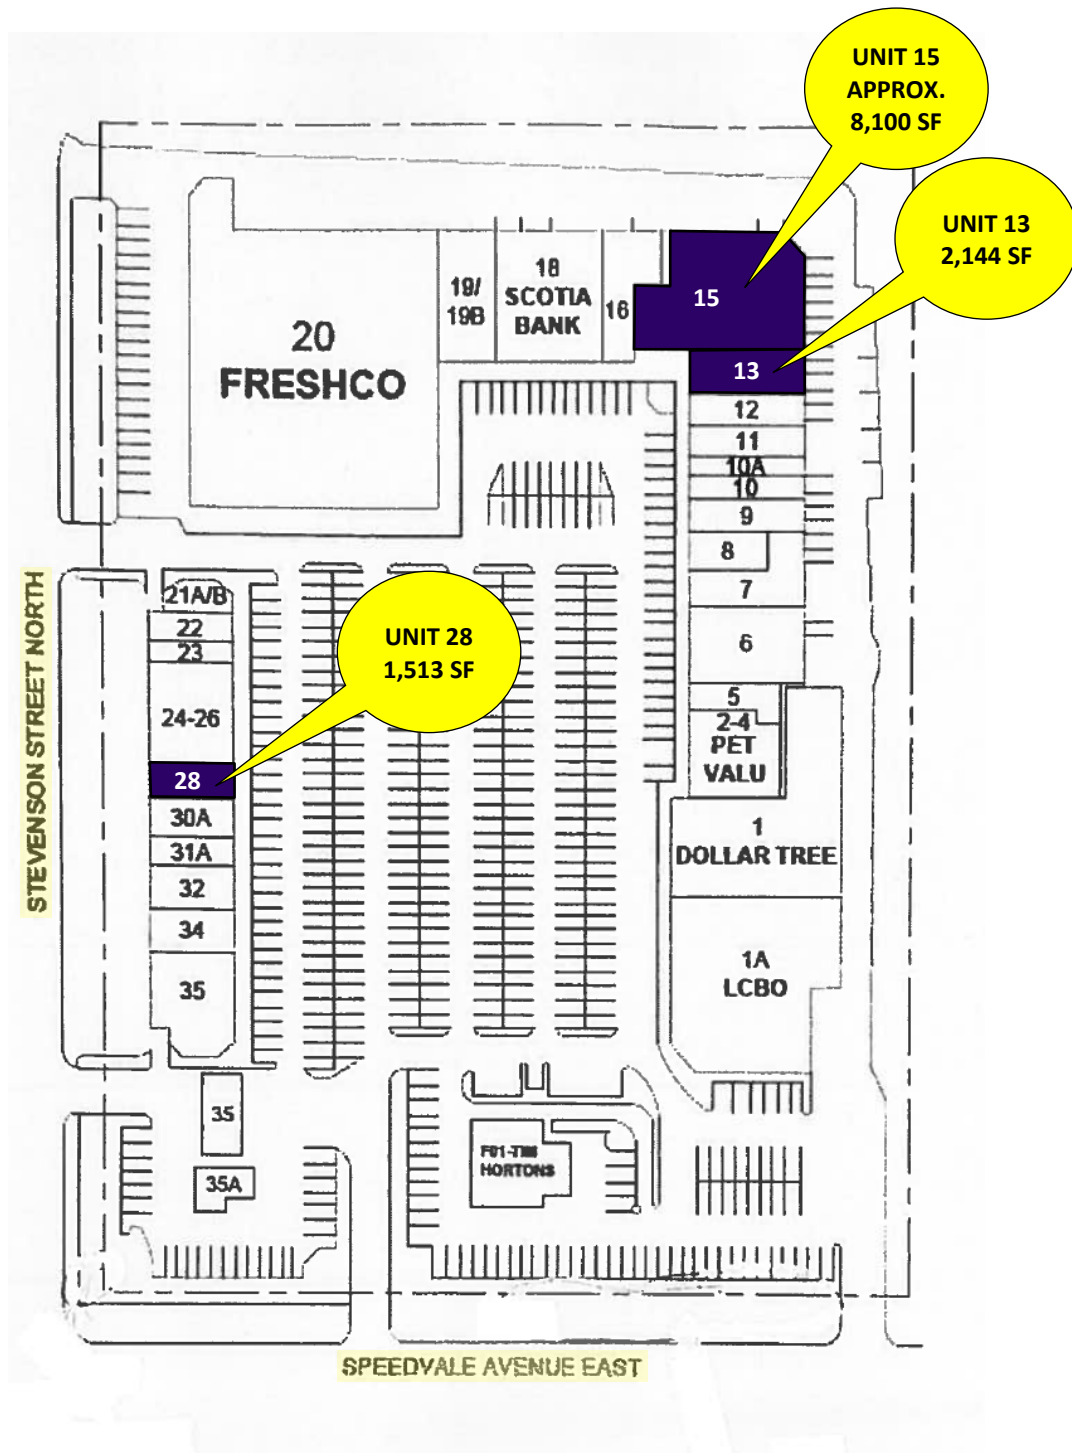 UNIT 15
APPROX.
8,100 SF
UNIT 13
2,144 SF
20
FRESHCO
19/
19B
18
SCOTIA
BANK
16
15
13
12
11
10A
10
9
8
7
6
5
2-4
PET
VALU
1
DOLLAR TREE
1A
LCBO
STEVENSON STREET NORTH
21A/B
22
23
24-26
28
30A
31A
32
34
35
UNIT 28
1,513 SF
35
35A
F01-TIM
HORTONS
SPEEDVALE AVENUE EAST